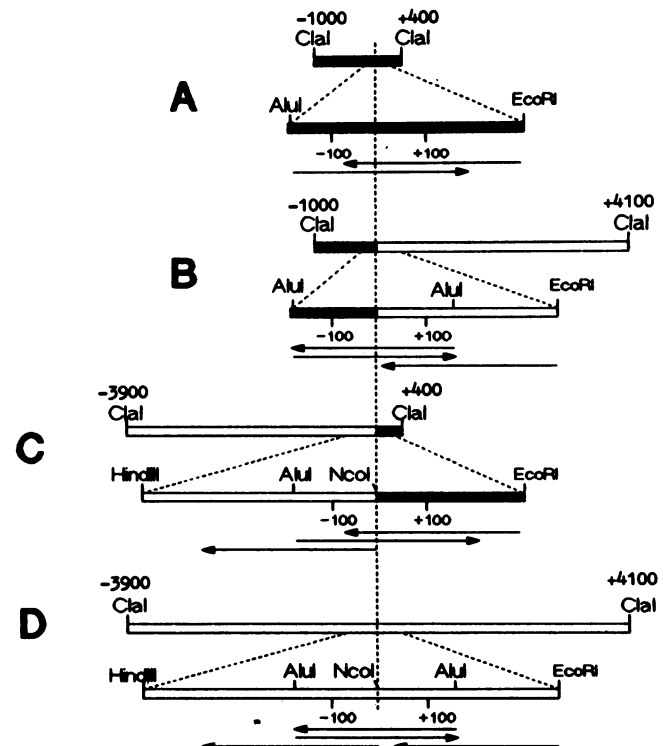 -1000 +400
ClaI ClaI
A
AluI EcoRI
-100 +100
-1000 +4100
ClaI ClaI
B
AluI AluI EcoRI
-100 +100
-3900 +400
ClaI ClaI
C
HindIII AluI NcoI EcoRI
-100 +100
-3900 +4100
ClaI ClaI
D
HindIII AluI NcoI AluI EcoRI
-100 +100